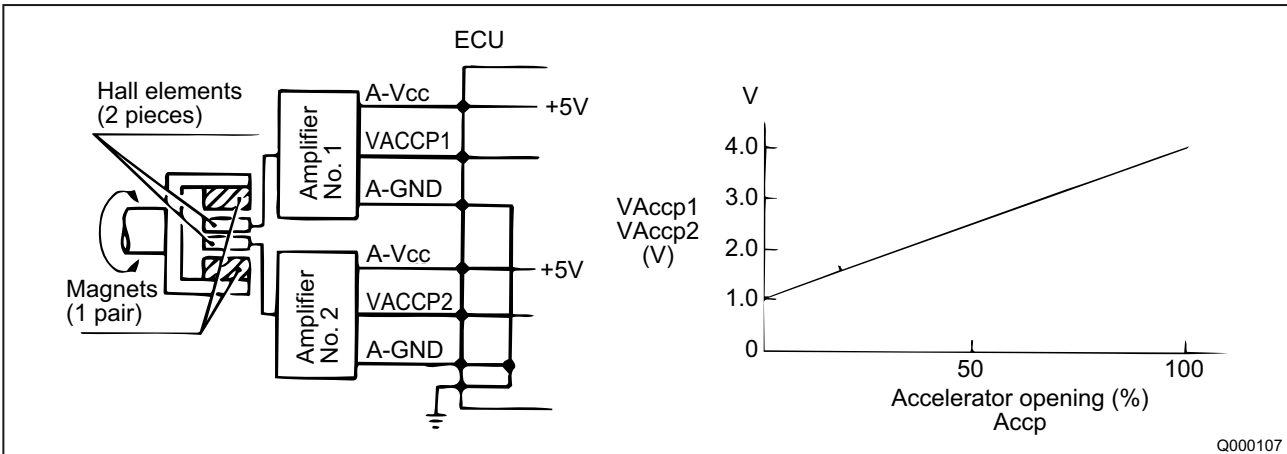 ECU
Hall elements
(2 pieces)
Magnets
(1 pair)
Amplifier
No. 1
A-Vcc
+5V
VACCP1
A-GND
Amplifier
No. 2
A-Vcc
+5V
VACCP2
A-GND
V
4.0
3.0
2.0
1.0
0
VAccp1
VAccp2
(V)
50
100
Accelerator opening (%)
Accp
Q000107